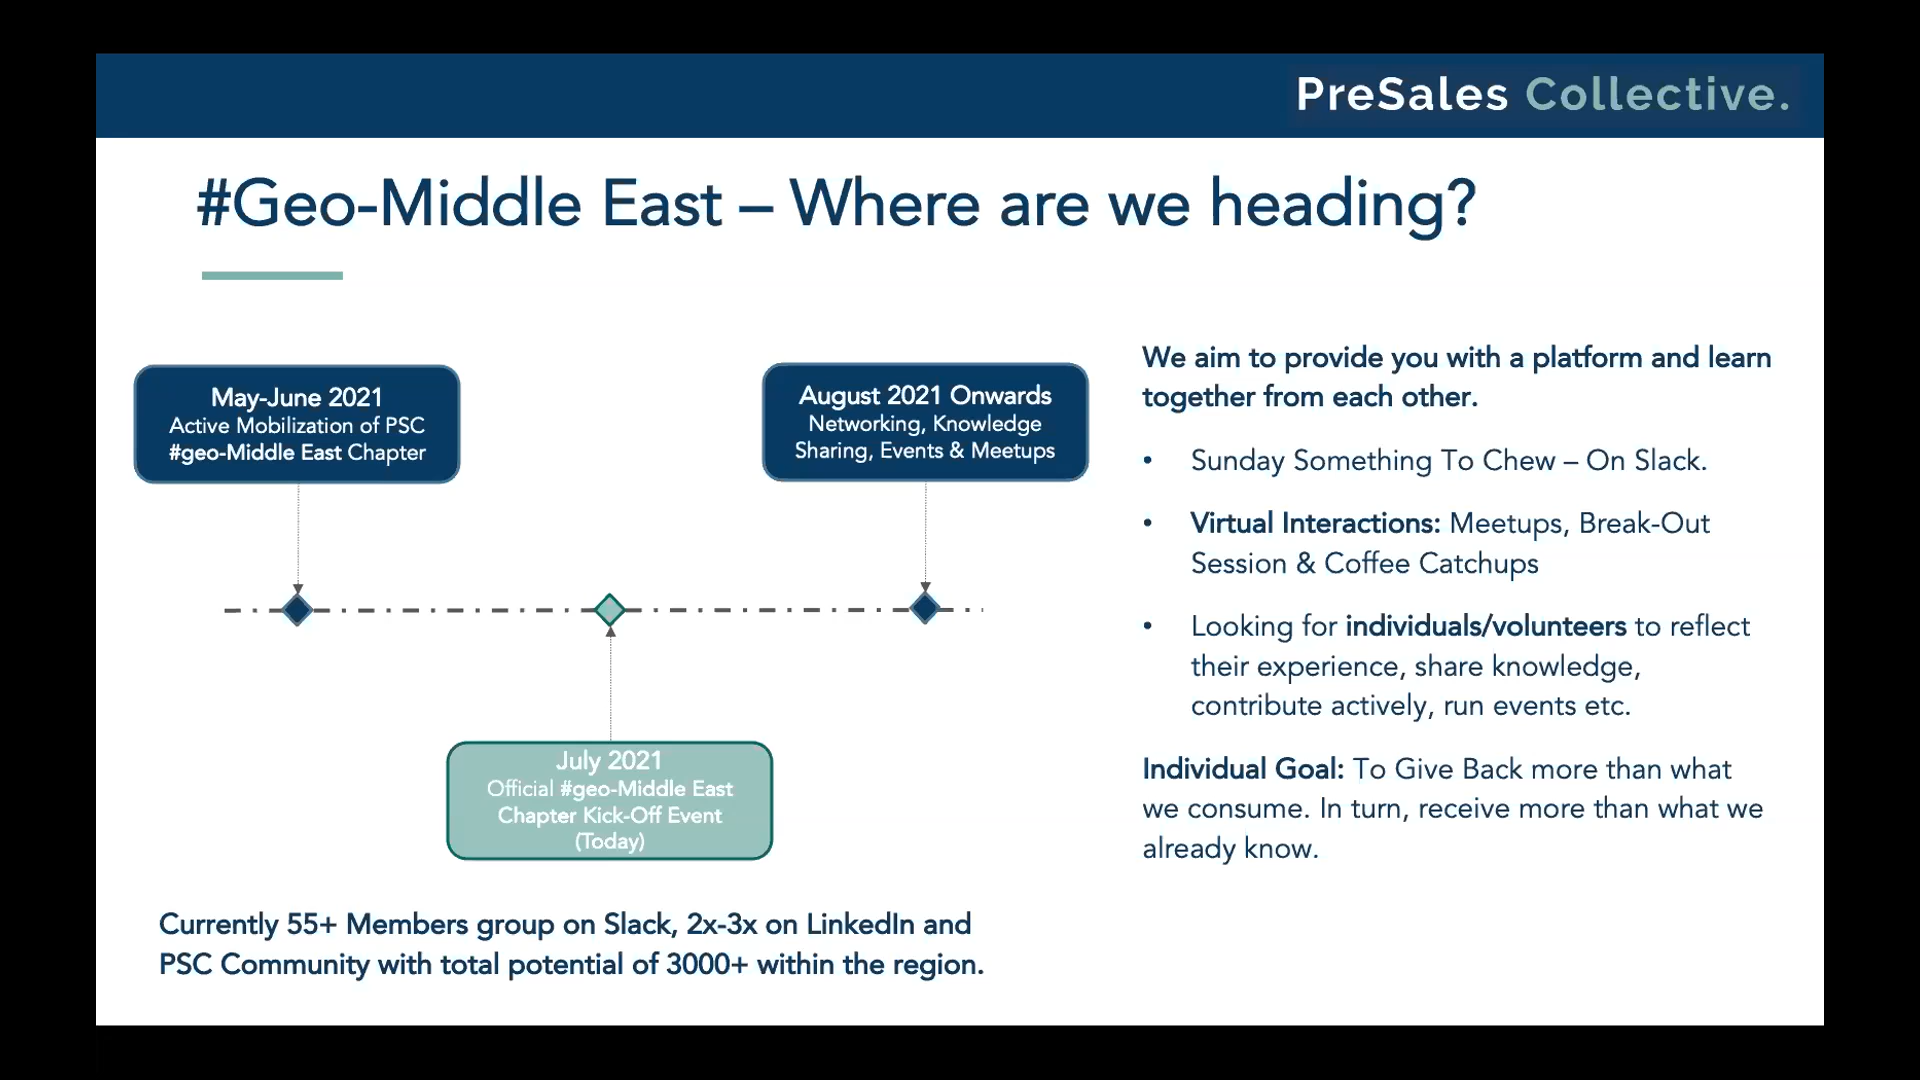 PreSales Collective.
#Geo-Middle East – Where are we heading?
May-June 2021
Active Mobilization of PSC
#geo-Middle East Chapter
August 2021 Onwards
Networking, Knowledge
Sharing, Events & Meetups
July 2021
Official #geo-Middle East
Chapter Kick-Off Event
(Today)
Currently 55+ Members group on Slack, 2x-3x on LinkedIn and
PSC Community with total potential of 3000+ within the region.
We aim to provide you with a platform and learn
together from each other.
• Sunday Something To Chew – On Slack.
• Virtual Interactions: Meetups, Break-Out
Session & Coffee Catchups
• Looking for individuals/volunteers to reflect
their experience, share knowledge,
contribute actively, run events etc.
Individual Goal: To Give Back more than what
we consume. In turn, receive more than what we
already know.